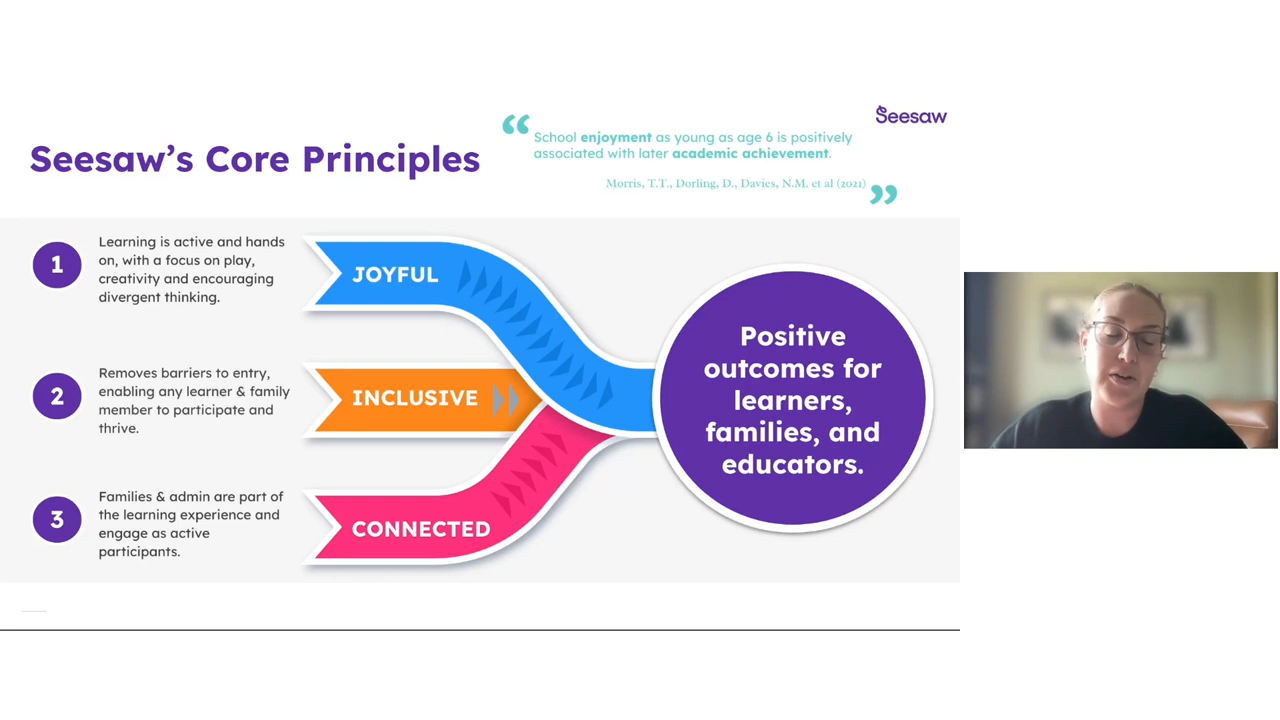 Seesaw
“
School enjoyment as young as age 6 is positively
associated with later academic achievement.
Morris, T.T., Dorling, D., Davies, N.M. et al (2021)
”
Seesaw’s Core Principles
1
Learning is active and hands
on, with a focus on play,
creativity and encouraging
divergent thinking.
JOYFUL
2
Removes barriers to entry,
enabling any learner & family
member to participate and
thrive.
INCLUSIVE
3
Families & admin are part of
the learning experience and
engage as active
participants.
CONNECTED
Positive
outcomes for
learners,
families, and
educators.